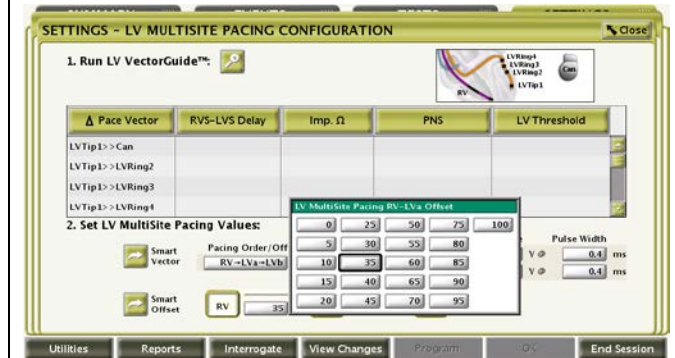 SETTINGS - LV MULTISITE PACING CONFIGURATION
Close
1. Run LV VectorGuide™:
LVRing4
LVRing3
LVRing2
LVTip1
RV
Can
Δ Pace Vector RVS-LVS Delay Imp. Ω PNS LV Threshold
LVTip1>>Can
LVTip1>>LVRing2
LVTip1>>LVRing3
LVTip1>>LVRing4
2. Set LV MultiSite Pacing Values:
LV MultiSite Pacing RV-LVa Offset
0 25 50 75 100
5 30 55 80
10 35 60 85
15 40 65 90
20 45 70 95
Smart Vector
Pacing Order/Off
RV→LVa→LVb
Pulse Width
V @ 0.4 ms
V @ 0.4 ms
Smart Offset
RV 35
Utilities Reports Interrogate View Changes Program OK End Session